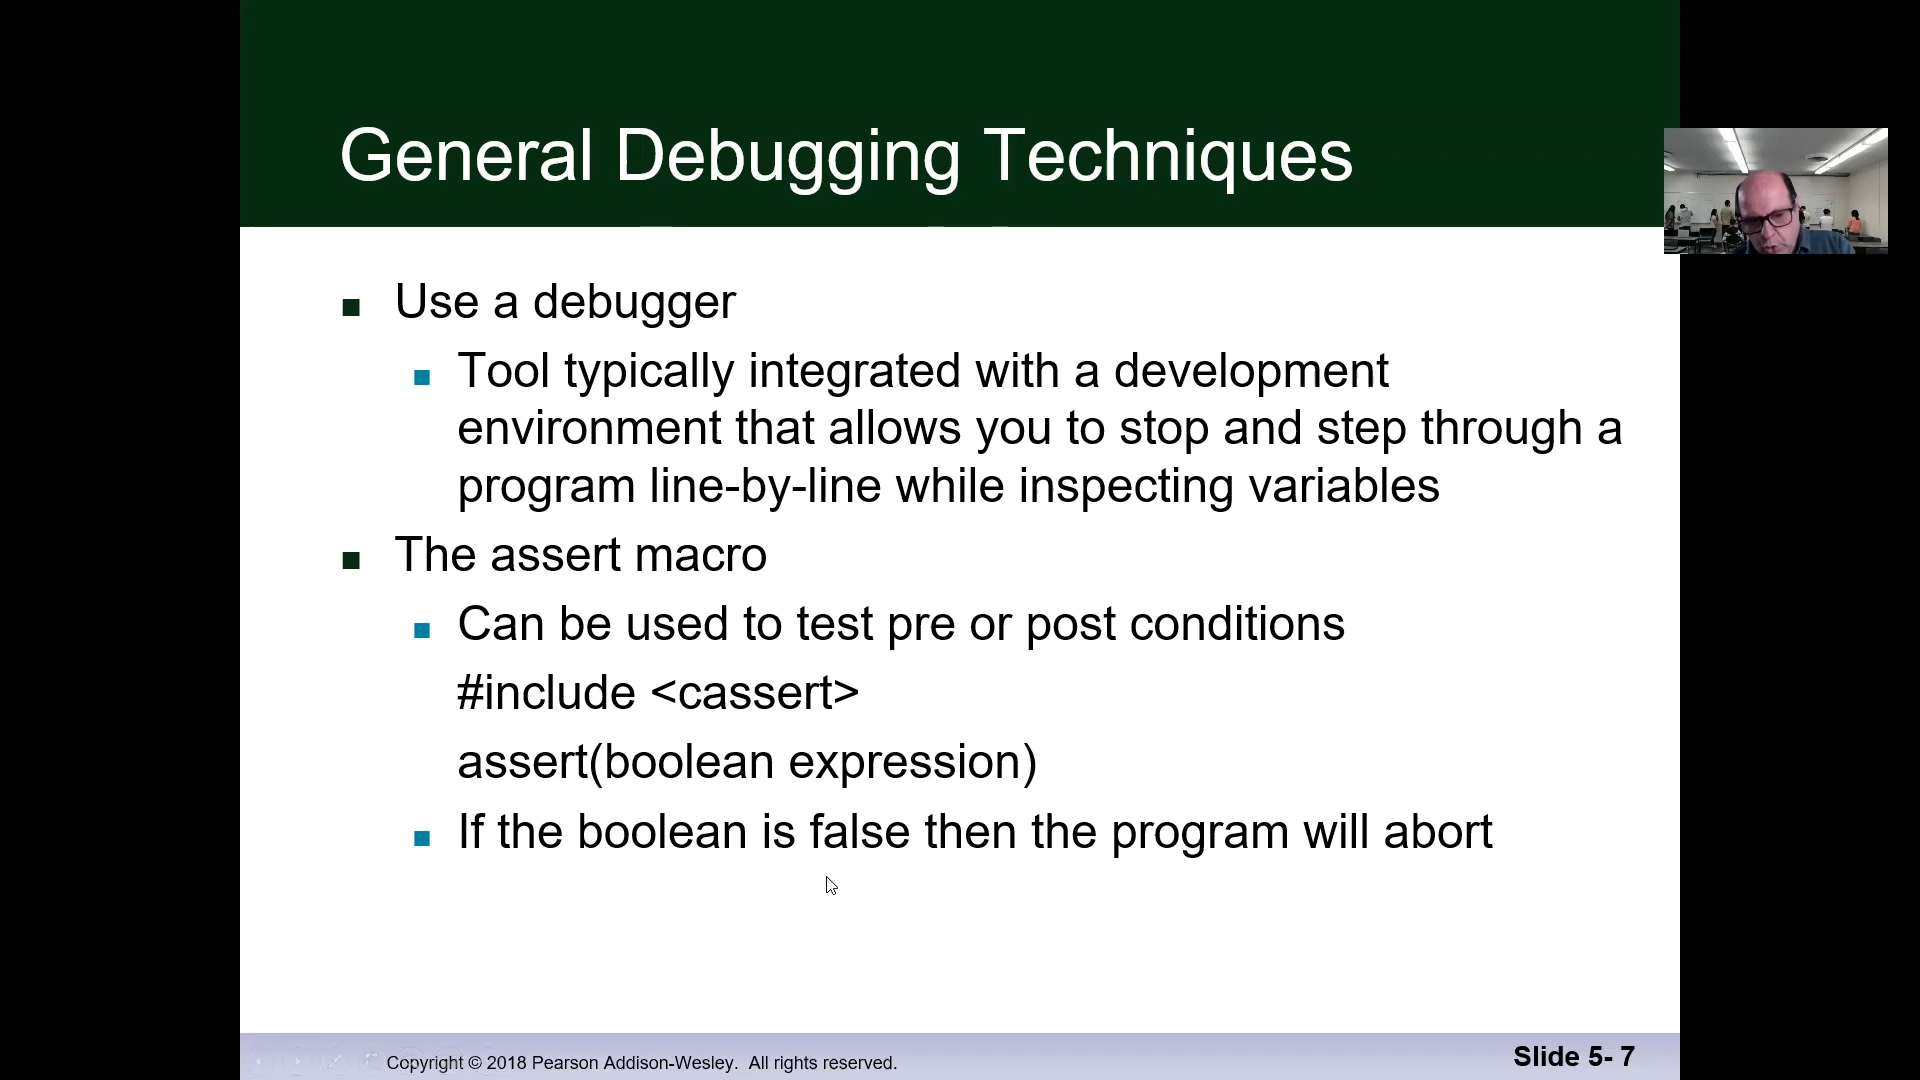 General Debugging Techniques
Use a debugger
Tool typically integrated with a development
environment that allows you to stop and step through a
program line-by-line while inspecting variables
The assert macro
Can be used to test pre or post conditions
#include <cassert>
assert(boolean expression)
If the boolean is false then the program will abort
Copyright © 2018 Pearson Addison-Wesley. All rights reserved.
Slide 5- 7